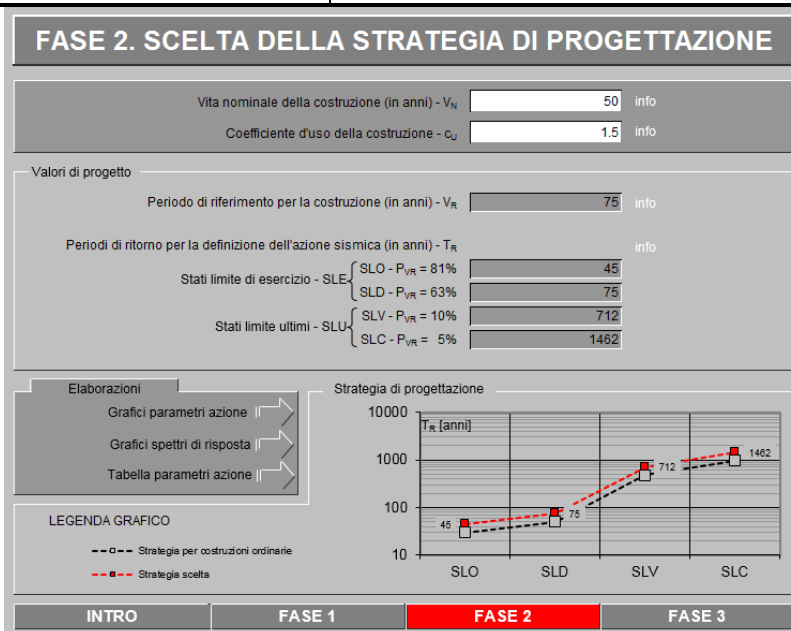 FASE 2. SCELTA DELLA STRATEGIA DI PROGETTAZIONE
Vita nominale della costruzione (in anni) - VN 50 info
Coefficiente d'uso della costruzione - cU 1.5 info
Valori di progetto
Periodo di riferimento per la costruzione (in anni) - VR 75 info
Periodi di ritorno per la definizione dell'azione sismica (in anni) - TR info
Stati limite di esercizio - SLE
SLO - PVR = 81% 45
SLD - PVR = 63% 75
Stati limite ultimi - SLU
SLV - PVR = 10% 712
SLC - PVR = 5% 1462
Elaborazioni
Grafici parametri azione
Grafici spettri di risposta
Tabella parametri azione
Strategia di progettazione
TR [anni]
10000
1000
100
10
45
75
712
1462
SLO SLD SLV SLC
LEGENDA GRAFICO
Strategia per costruzioni ordinarie
Strategia scelta
INTRO FASE 1 FASE 2 FASE 3